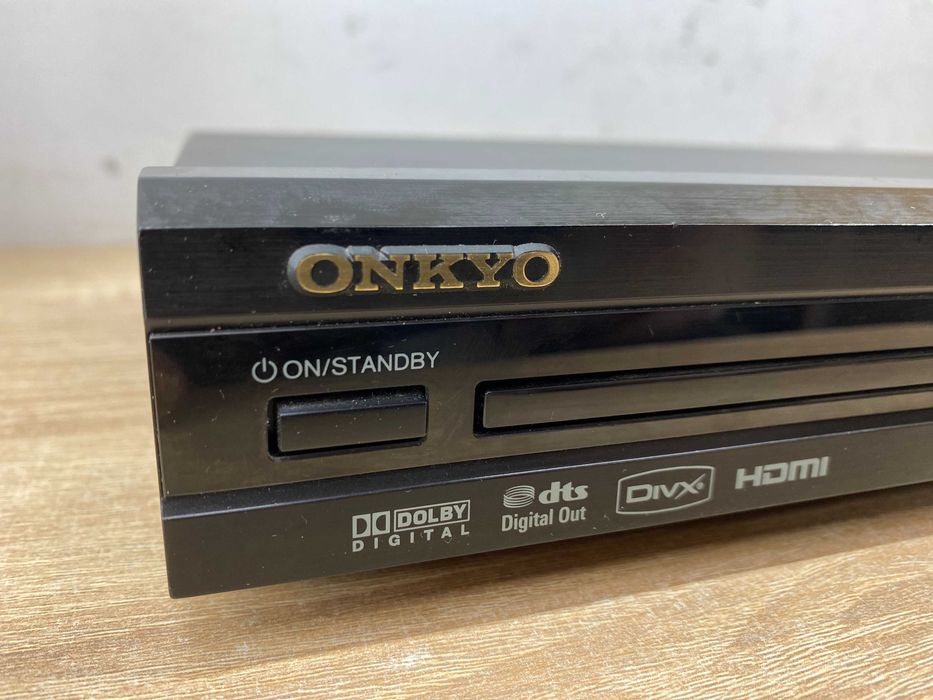 ONKYO
ON/STANDBY
DOLBY
DIGITAL
dts
Digital Out
DIVX
HDMI